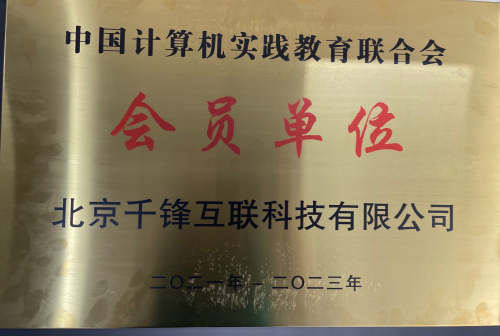 中国计算机实践教育联合会
会员单位
北京千锋互联科技有限公司
二〇二一年－二〇二三年